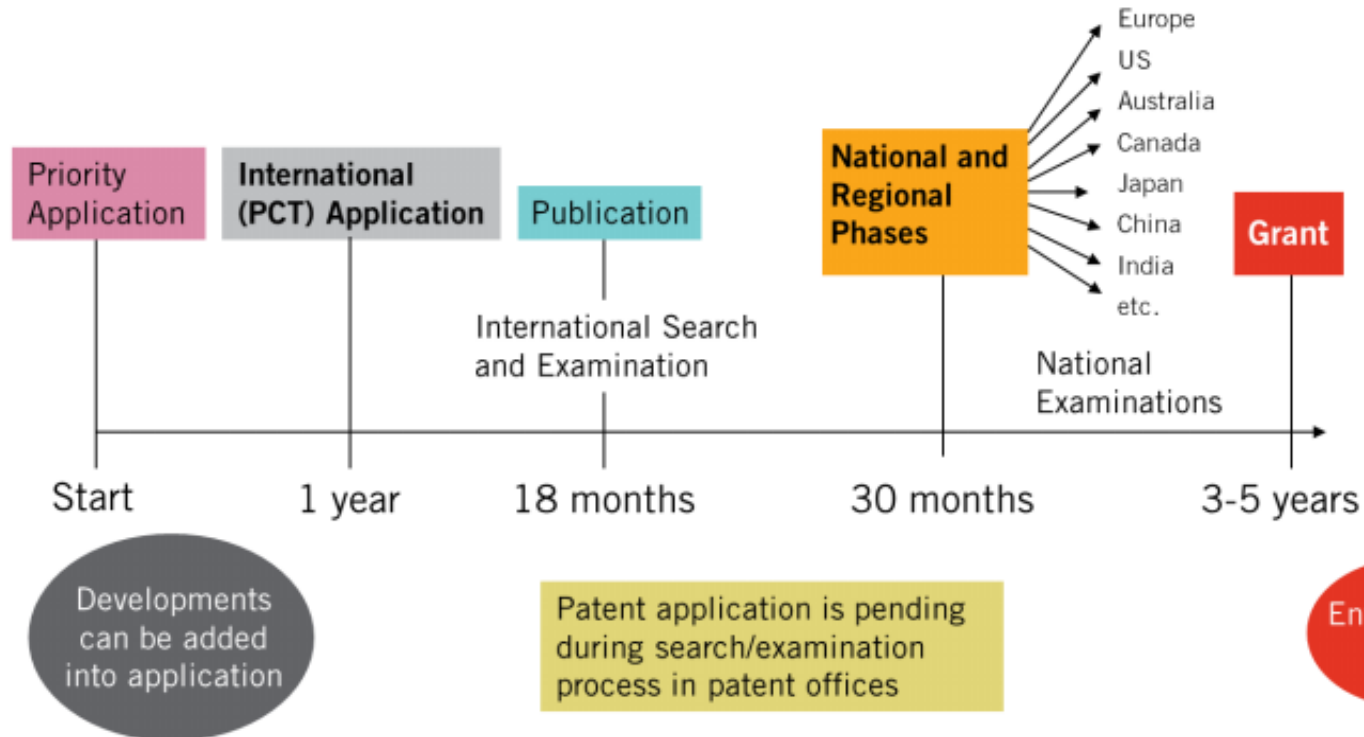 Priority
Application
International
(PCT) Application
Publication
International Search
and Examination
National and
Regional
Phases
Europe
US
Australia
Canada
Japan
China
India
etc.
National
Examinations
Grant
Start
1 year
18 months
30 months
3-5 years
Developments
can be added
into application
Patent application is pending
during search/examination
process in patent offices